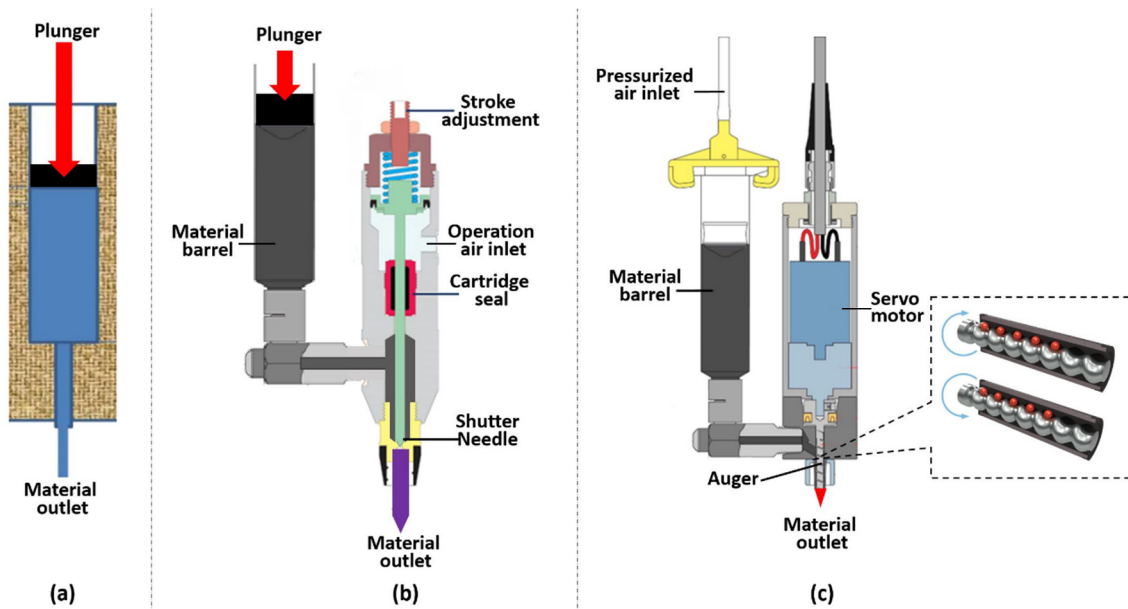 Plunger
Material
outlet
(a)
Plunger
Stroke
adjustment
Material
barrel
Operation
air inlet
Cartridge
seal
Shutter
Needle
Material
outlet
(b)
Pressurized
air inlet
Material
barrel
Servo
motor
Auger
Material
outlet
(c)